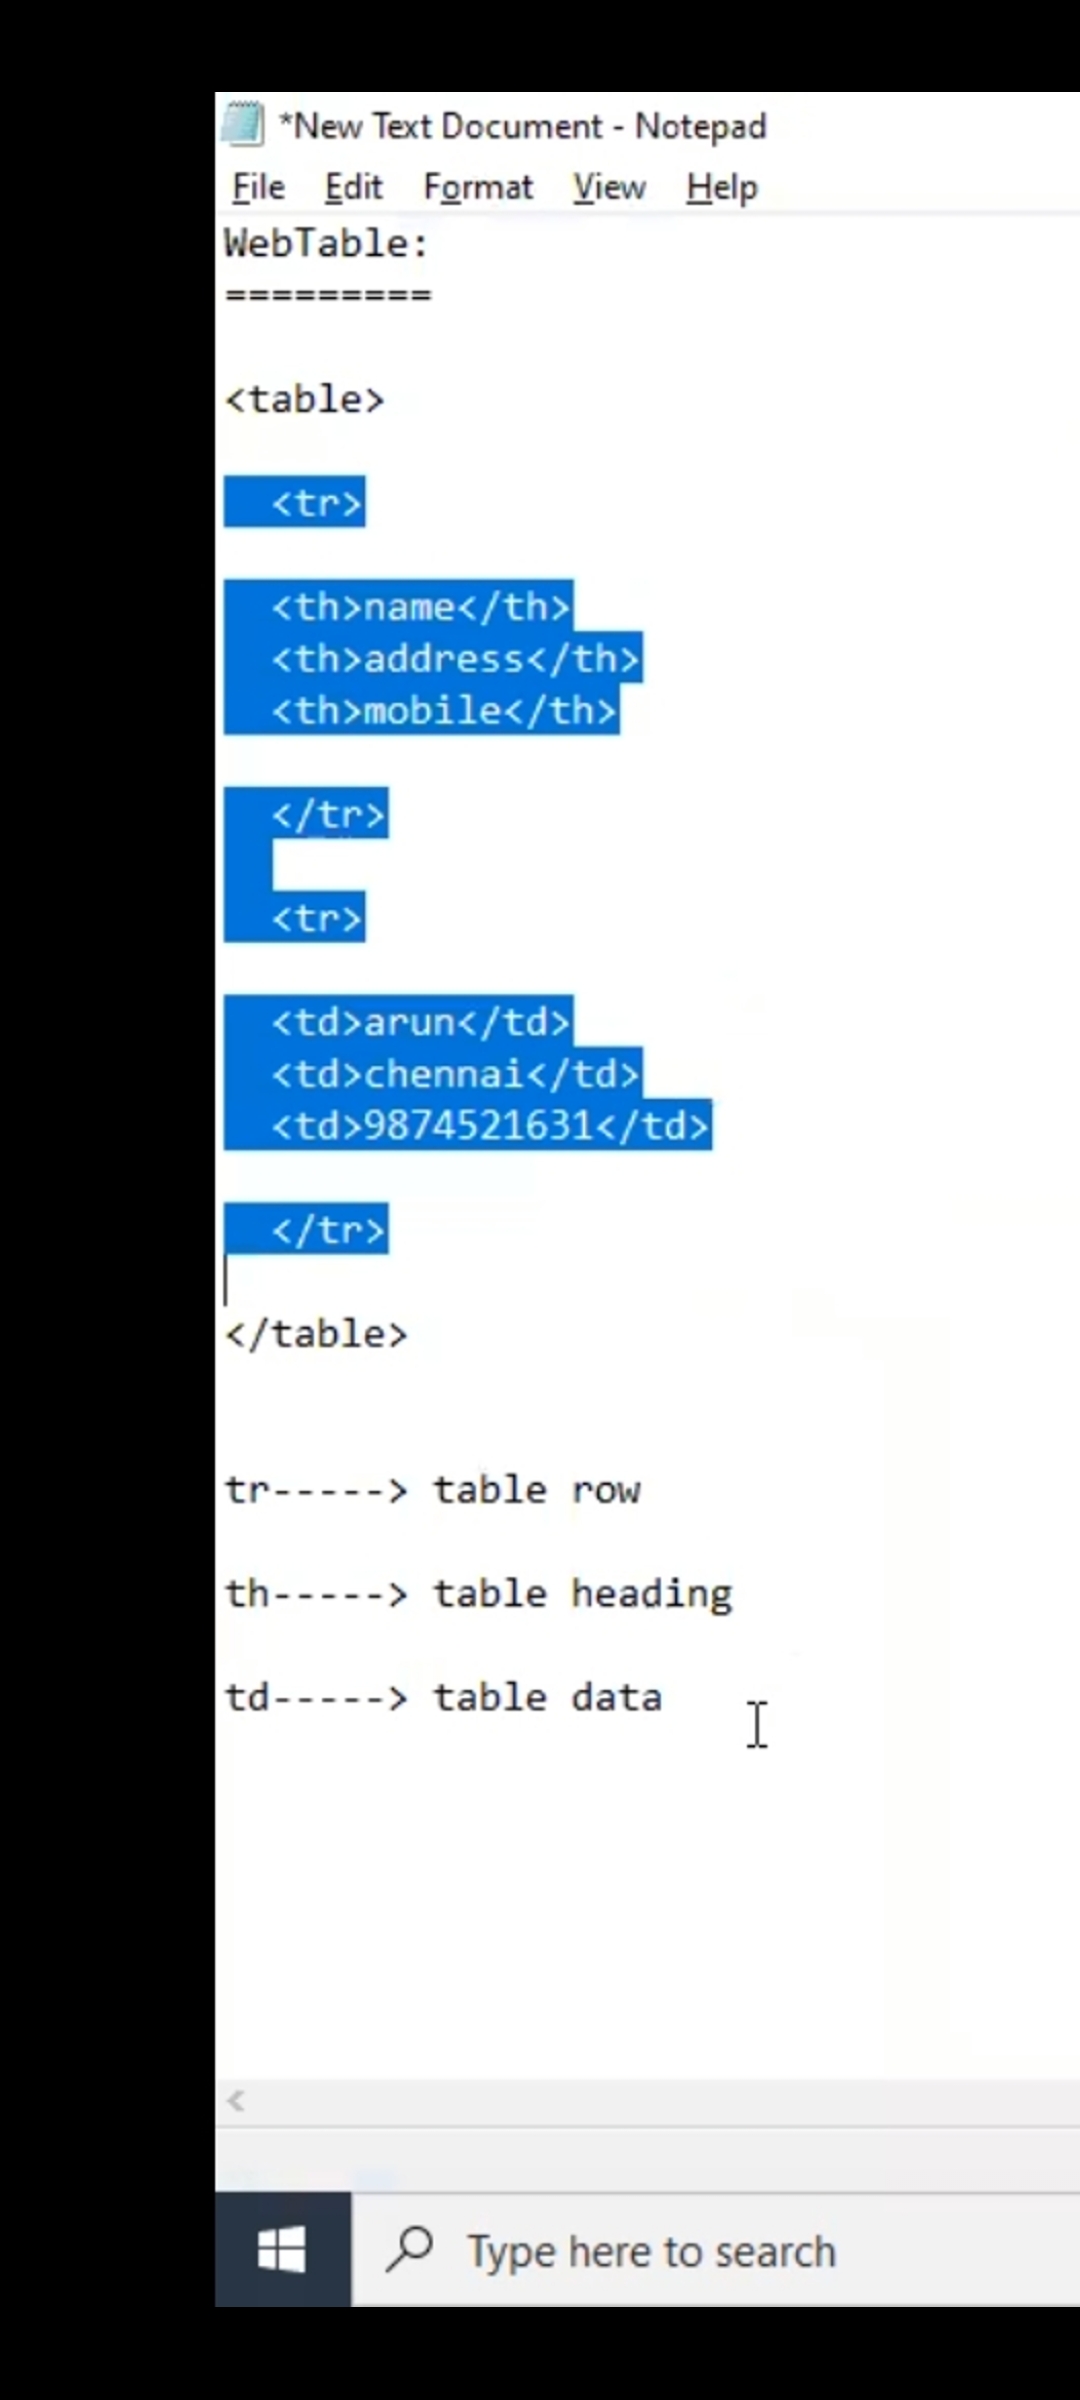 *New Text Document - Notepad
File Edit Format View Help
WebTable:
=========
<table>
<tr>
<th>name</th>
<th>address</th>
<th>mobile</th>
</tr>
<tr>
<td>arun</td>
<td>chennai</td>
<td>9874521631</td>
</tr>
</table>
tr-----> table row
th-----> table heading
td-----> table data
Type here to search